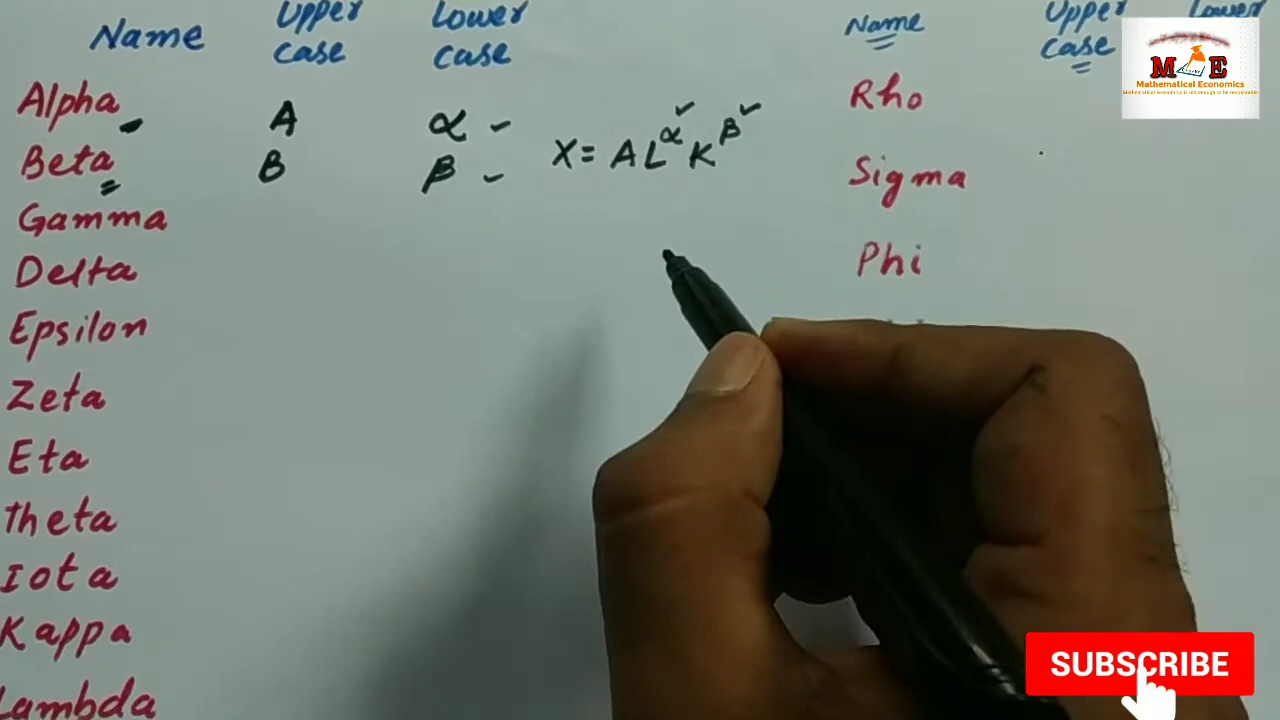 Name Upper case Lower case
Alpha A α
Beta B β
X = A L^α K^β
Gamma
Delta
Epsilon
Zeta
Eta
Theta
Iota
Kappa
Lambda
Name Upper case Lower
Rho
Sigma
Phi
M E
Mathematical Economics
SUBSCRIBE